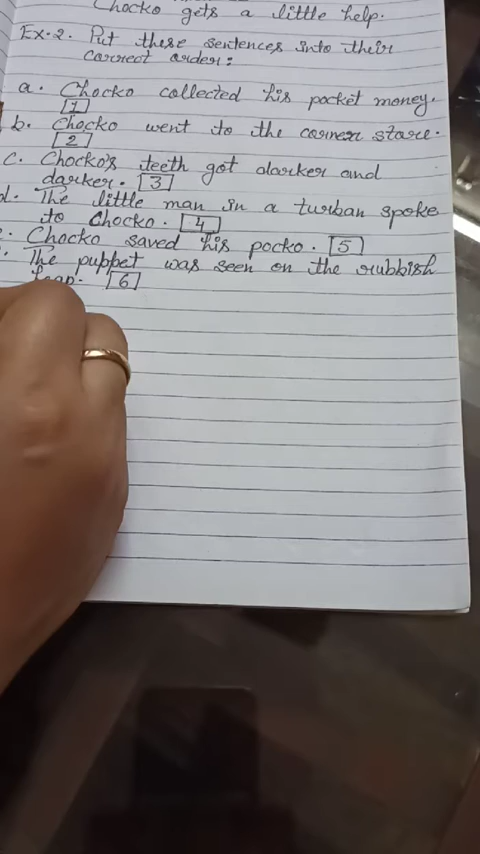 Chocko gets a little help.
Ex-2. Put these sentences into their
correct order:
a. Chocko collected his pocket money.
[1]
b. Chocko went to the corner store.
[2]
c. Chocko's teeth got darker and
darker. [3]
d. The little man in a turban spoke
to Chocko. [4]
Chocko saved his pocko. [5]
The puppet was seen on the rubbish
heap. [6]